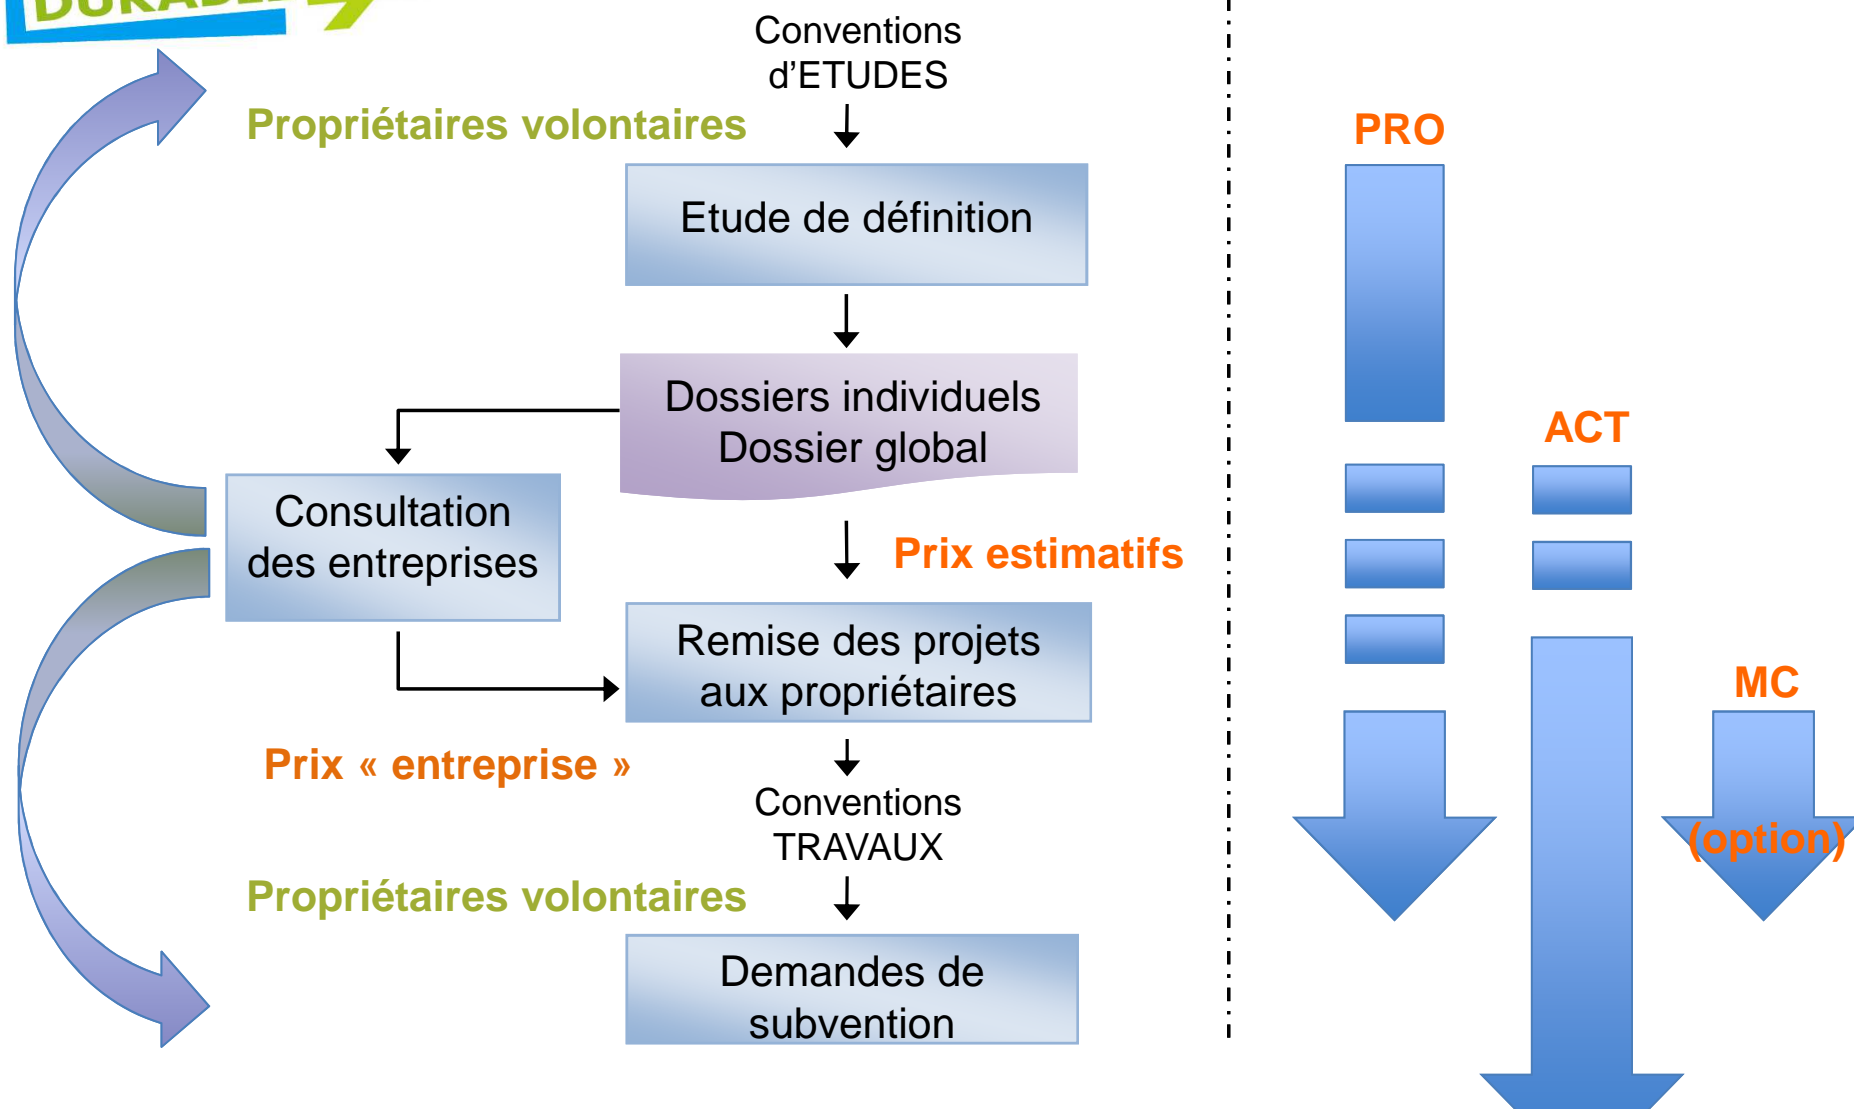 Conventions
d'ETUDES
Propriétaires volontaires
Etude de définition
Dossiers individuels
Dossier global
Consultation
des entreprises
Prix estimatifs
Remise des projets
aux propriétaires
Prix « entreprise »
Conventions
TRAVAUX
Propriétaires volontaires
Demandes de
subvention
PRO
ACT
MC
(option)